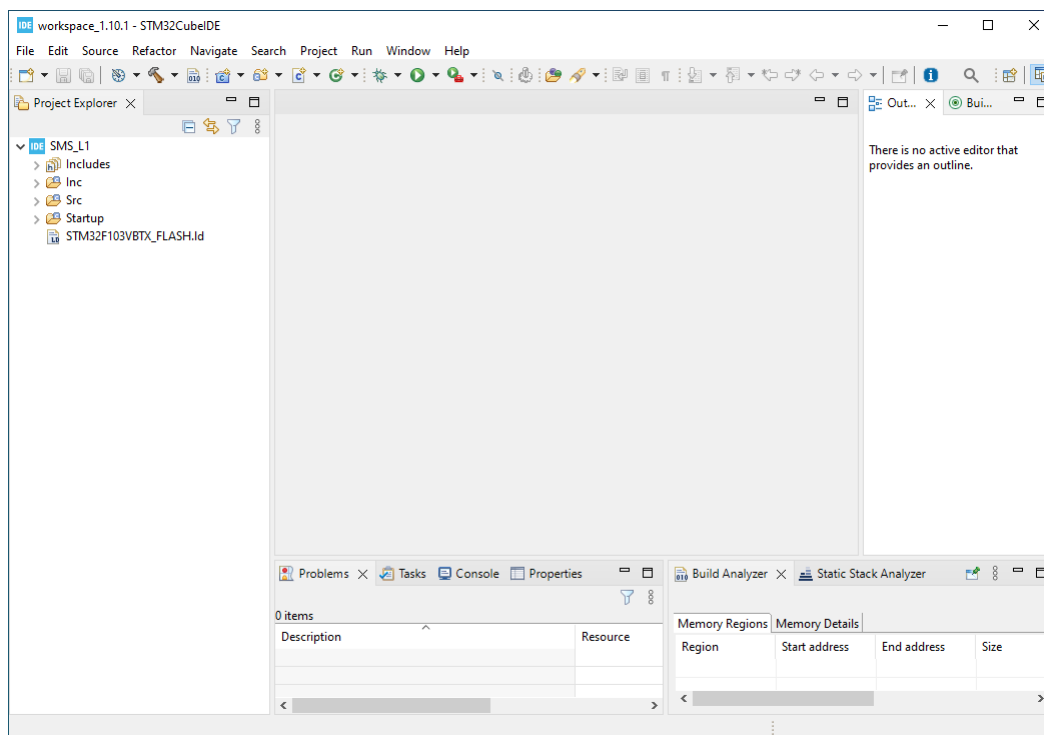 IDE workspace_1.10.1 - STM32CubeIDE
File Edit Source Refactor Navigate Search Project Run Window Help
Project Explorer
IDE SMS_L1
Includes
Inc
Src
Startup
STM32F103VBTX_FLASH.ld
Out... Bui...
There is no active editor that
provides an outline.
Problems Tasks Console Properties
0 items
Description Resource
Build Analyzer Static Stack Analyzer
Memory Regions Memory Details
Region Start address End address Size